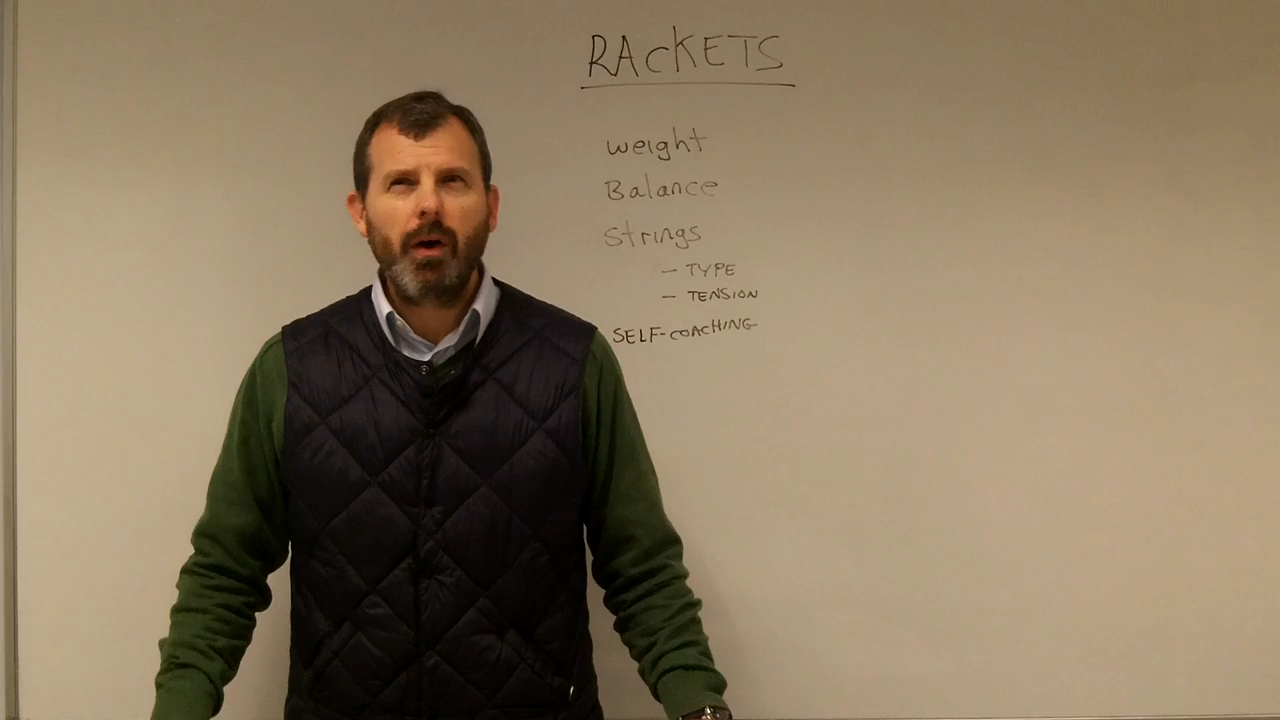 RACKETS
weight
Balance
Strings
- TYPE
- TENSION
SELF-COACHING